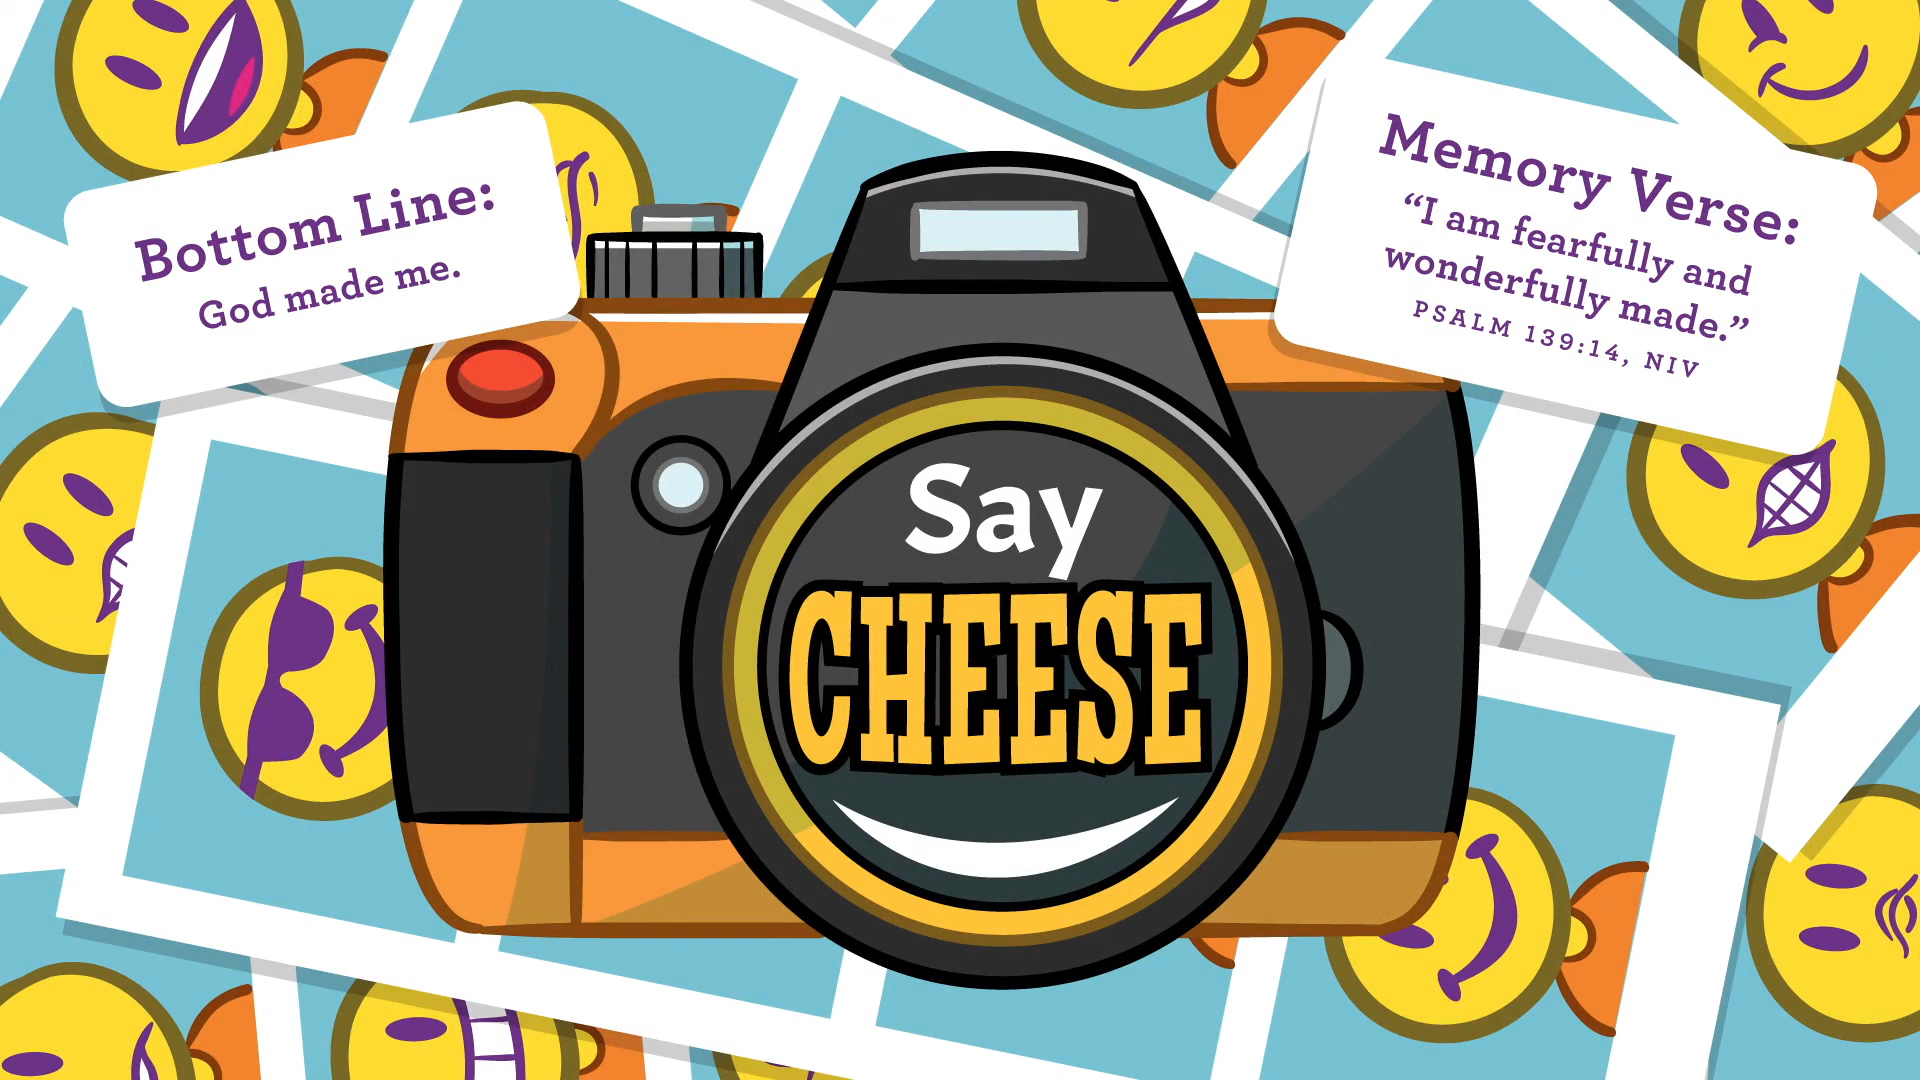 Bottom Line:
God made me.
Memory Verse:
“I am fearfully and
wonderfully made.”
PSALM 139:14, NIV
Say
CHEESE